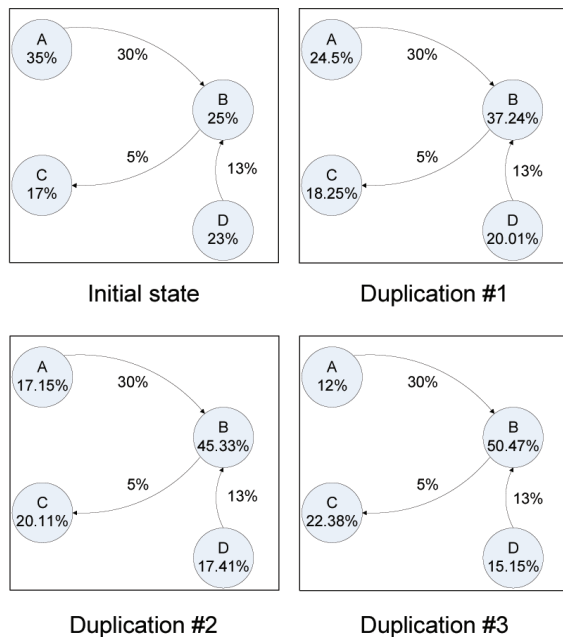 A
35%
30%
B
25%
5%
C
17%
13%
D
23%
Initial state
A
24.5%
30%
B
37.24%
5%
C
18.25%
13%
D
20.01%
Duplication #1
A
17.15%
30%
B
45.33%
5%
C
20.11%
13%
D
17.41%
Duplication #2
A
12%
30%
B
50.47%
5%
C
22.38%
13%
D
15.15%
Duplication #3